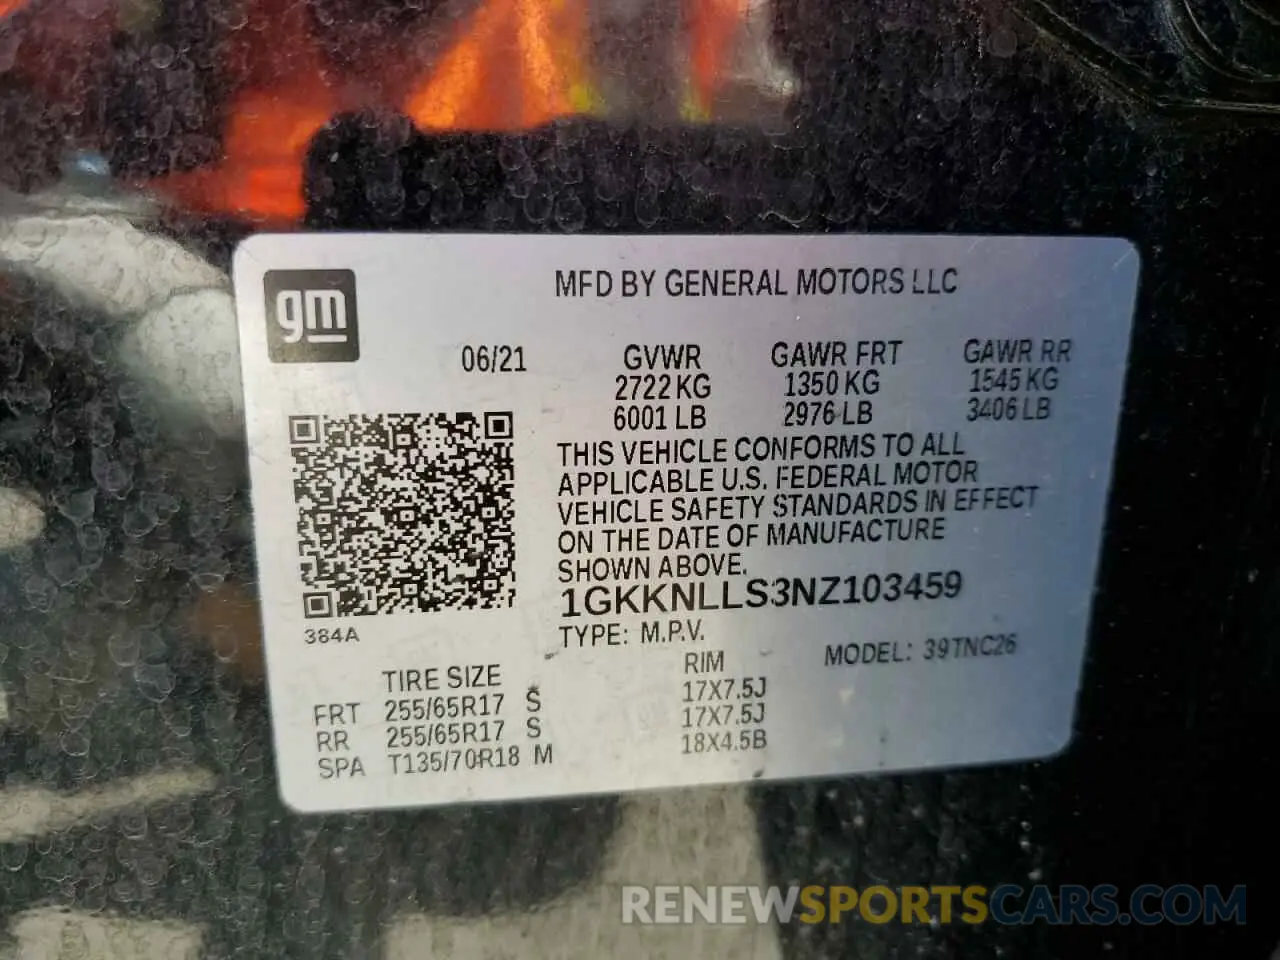 gm
MFD BY GENERAL MOTORS LLC
06/21 GVWR GAWR FRT GAWR RR
2722 KG 1350 KG 1545 KG
6001 LB 2976 LB 3406 LB
THIS VEHICLE CONFORMS TO ALL
APPLICABLE U.S. FEDERAL MOTOR
VEHICLE SAFETY STANDARDS IN EFFECT
ON THE DATE OF MANUFACTURE
SHOWN ABOVE.
1GKKNLLS3NZ103459
384A
TYPE: M.P.V. MODEL: 39TNC26
TIRE SIZE RIM
FRT 255/65R17 S 17X7.5J
RR 255/65R17 S 17X7.5J
SPA T135/70R18 M 18X4.5B
RENEWSPORTSCARS.COM